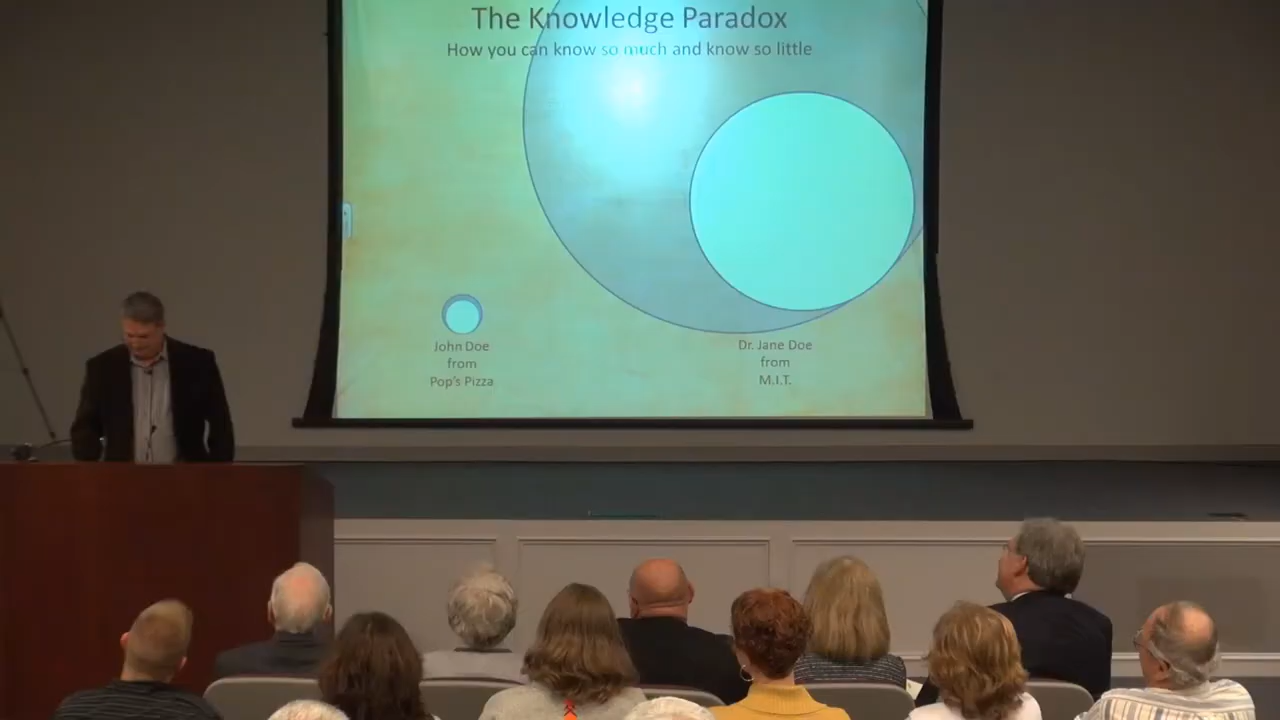 The Knowledge Paradox
How you can know so much and know so little
John Doe
from
Pop's Pizza
Dr. Jane Doe
from
M.I.T.